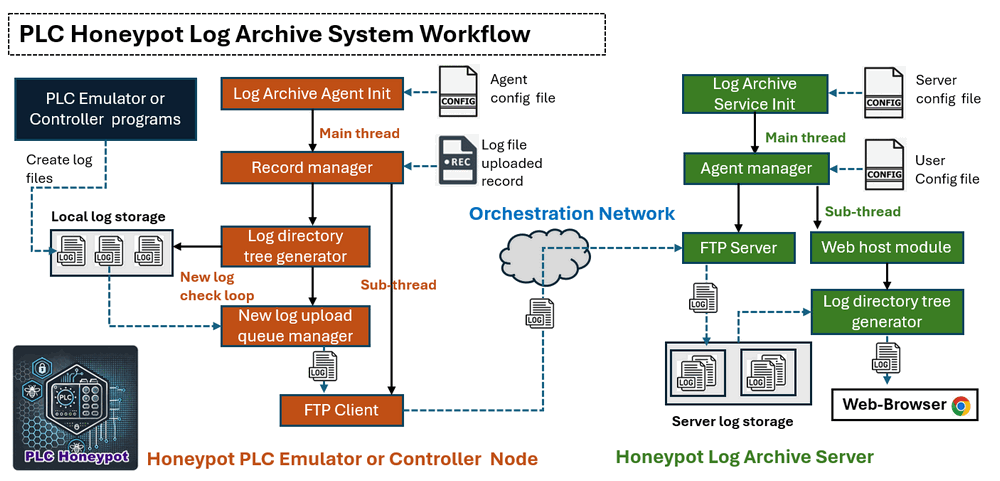 PLC Honeypot Log Archive System Workflow
PLC Emulator or
Controller programs
Create log
files
Local log storage
LOG
LOG
LOG
Log Archive Agent Init
CONFIG
Agent
config file
Main thread
Record manager
REC
Log file
uploaded
record
Log directory
tree generator
New log
check loop
Sub-thread
New log upload
queue manager
LOG
FTP Client
Orchestration Network
LOG
Log Archive
Service Init
CONFIG
Server
config file
Main thread
Agent manager
CONFIG
User
Config file
Sub-thread
FTP Server
Web host module
LOG
Log directory tree
generator
LOG
LOG
LOG
Server log storage
Web-Browser
PLC
PLC Honeypot
Honeypot PLC Emulator or Controller Node
Honeypot Log Archive Server